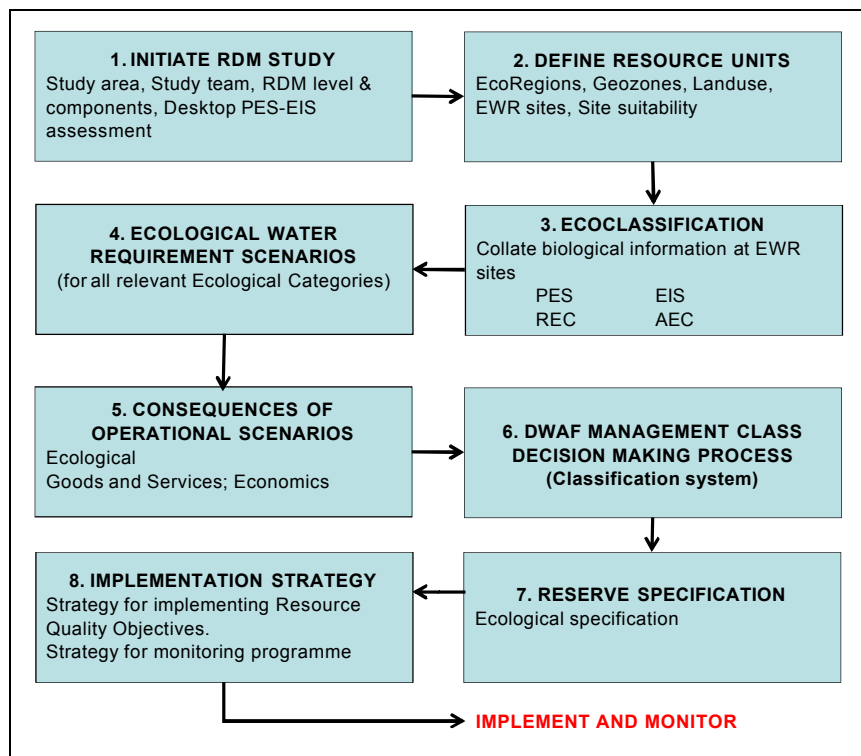 1. INITIATE RDM STUDY
Study area, Study team, RDM level &
components, Desktop PES-EIS
assessment
2. DEFINE RESOURCE UNITS
EcoRegions, Geozones, Landuse,
EWR sites, Site suitability
3. ECOCLASSIFICATION
Collate biological information at EWR
sites
PES EIS
REC AEC
4. ECOLOGICAL WATER
REQUIREMENT SCENARIOS
(for all relevant Ecological Categories)
5. CONSEQUENCES OF
OPERATIONAL SCENARIOS
Ecological
Goods and Services; Economics
6. DWAF MANAGEMENT CLASS
DECISION MAKING PROCESS
(Classification system)
7. RESERVE SPECIFICATION
Ecological specification
8. IMPLEMENTATION STRATEGY
Strategy for implementing Resource
Quality Objectives.
Strategy for monitoring programme
IMPLEMENT AND MONITOR